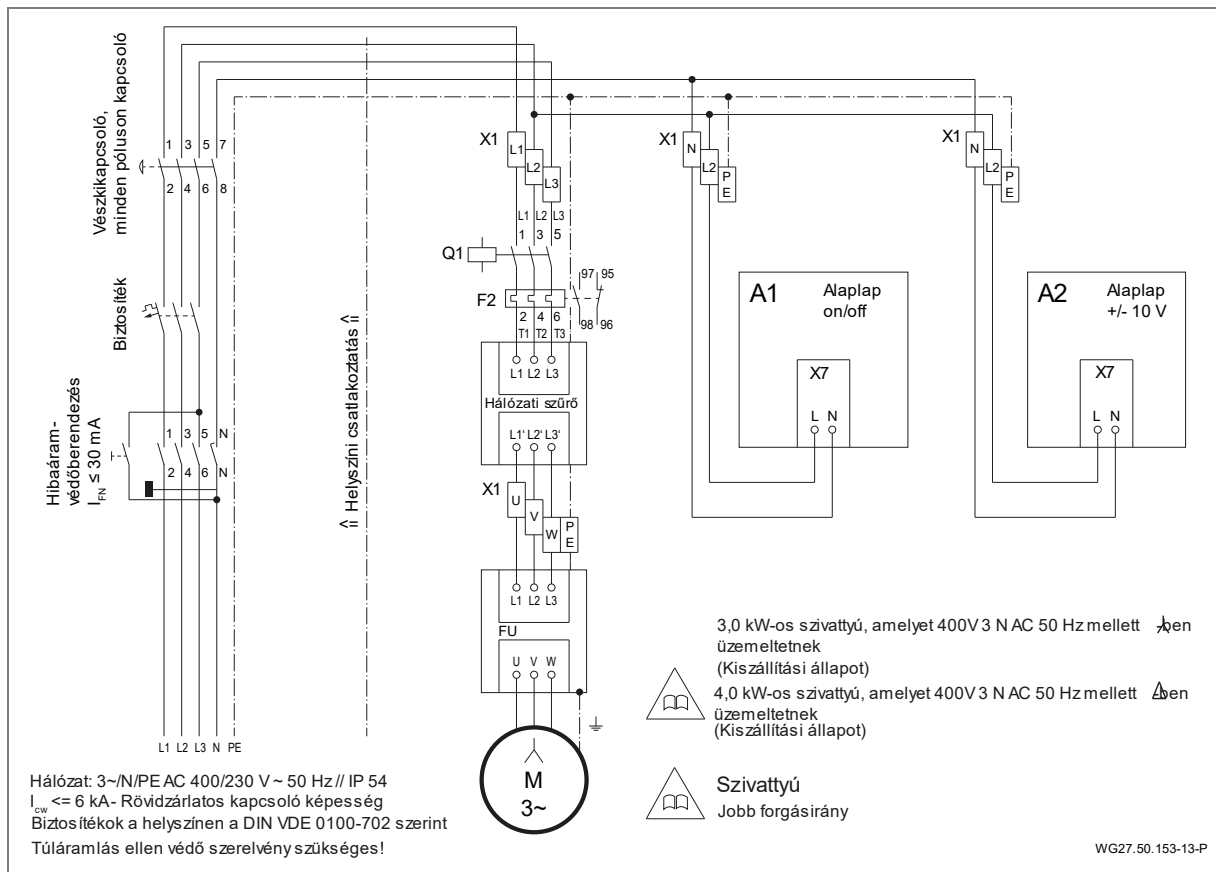 Vészkikapcsoló,
minden póluson kapcsoló
1 3 5 7
2 4 6 8
Biztosíték
Hibaáram-
védőberendezés
I_FN ≤ 30 mA
1 3 5 N
2 4 6 N
L1 L2 L3 N PE
îî Helyszíni csatlakoztatás îî
X1
L1
L2
L3
L1 L2 L3
1 3 5
Q1
F2
97 95
98 96
2 4 6
T1 T2 T3
L1 L2 L3
Hálózati szűrő
L1‘ L2‘ L3‘
X1
U
V
W
PE
L1 L2 L3
FU
U V W
M
3~
X1
N
L2
PE
A1
Alaplap
on/off
X7
L N
X1
N
L2
PE
A2
Alaplap
+/- 10 V
X7
L N
3,0 kW-os szivattyú, amelyet 400V 3 N AC 50 Hz mellett -ben
üzemeltetnek
(Kiszállítási állapot)
4,0 kW-os szivattyú, amelyet 400V 3 N AC 50 Hz mellett -ben
üzemeltetnek
(Kiszállítási állapot)
Szivattyú
Jobb forgásirány
Hálózat: 3~/N/PE AC 400/230 V ~ 50 Hz // IP 54
I_cw <= 6 kA- Rövidzárlatos kapcsoló képesség
Biztosítékok a helyszínen a DIN VDE 0100-702 szerint
Túláramlás ellen védő szerelvény szükséges!
WG27.50.153-13-P